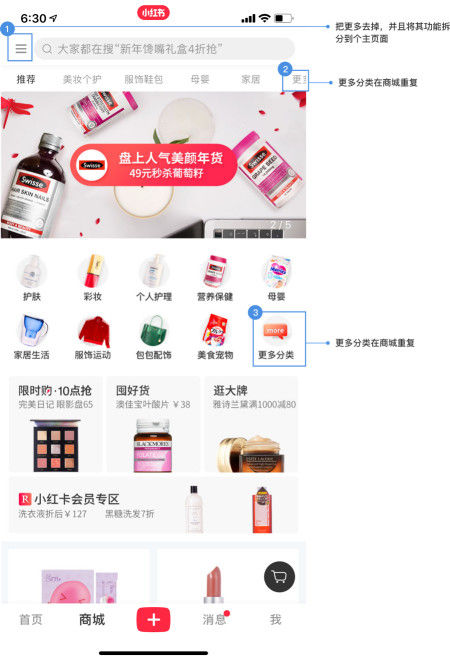 6:30
小红书
1
大家都在搜“新年馋嘴礼盒4折抢”
把更多去掉，并且将其功能拆
分到个主页面
推荐 美妆个护 服饰鞋包 母婴 家居 更多
2
更多分类在商城重复
Swisse
盘上人气美颜年货
49元秒杀葡萄籽
Swisse
HAIR SKIN NAILS
Swisse
GRAPE SEED
2 / 5
护肤 彩妆 个人护理 营养保健 母婴
3
more
家居生活 服饰运动 包包配饰 美食宠物 更多分类
更多分类在商城重复
限时购·10点抢 囤好货 逛大牌
完美日记 眼影盘65 澳佳宝叶酸片 ￥38 雅诗兰黛满1000减80
BLACKMORES
FOLATE
R 小红卡会员专区
洗衣液折后￥127 黑糖洗发7折
首页 商城 消息 我